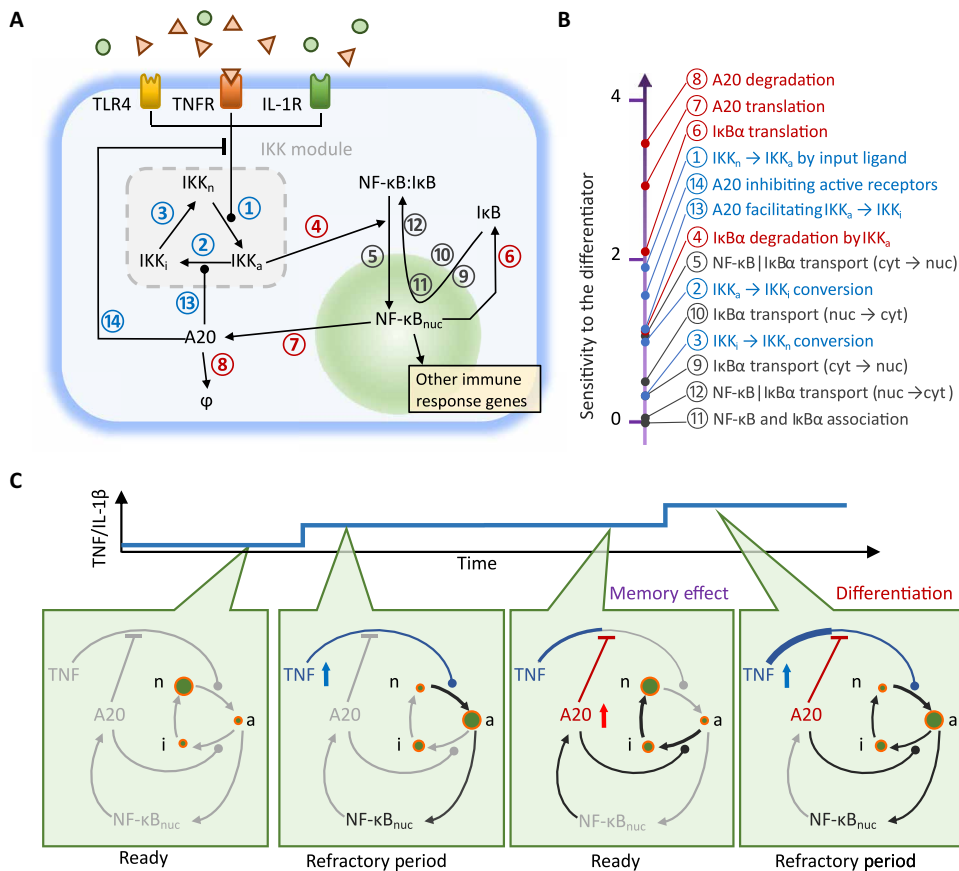 A
TLR4
TNFR
IL-1R
IKK module
IKKn
①
③
②
IKKi
IKKa
④
NF-κB:IκB
IκB
⑫
⑩
⑤
⑨
⑥
⑪
⑬
NF-κBnuc
⑭
A20
⑦
⑧
φ
Other immune
response genes
B
Sensitivity to the differentiator
4
2
0
⑧ A20 degradation
⑦ A20 translation
⑥ IκBα translation
① IKKn → IKKa by input ligand
⑭ A20 inhibiting active receptors
⑬ A20 facilitating IKKa → IKKi
④ IκBα degradation by IKKa
⑤ NF-κB|IκBα transport (cyt → nuc)
② IKKa → IKKi conversion
⑩ IκBα transport (nuc → cyt)
③ IKKi → IKKn conversion
⑨ IκBα transport (cyt → nuc)
⑫ NF-κB|IκBα transport (nuc →cyt)
⑪ NF-κB and IκBα association
C
TNF/IL-1β
Time
Memory effect
Differentiation
TNF
n
A20
a
i
NF-κBnuc
Ready
TNF
n
A20
a
i
NF-κBnuc
Refractory period
TNF
n
A20
a
i
NF-κBnuc
Ready
TNF
n
A20
a
i
NF-κBnuc
Refractory period